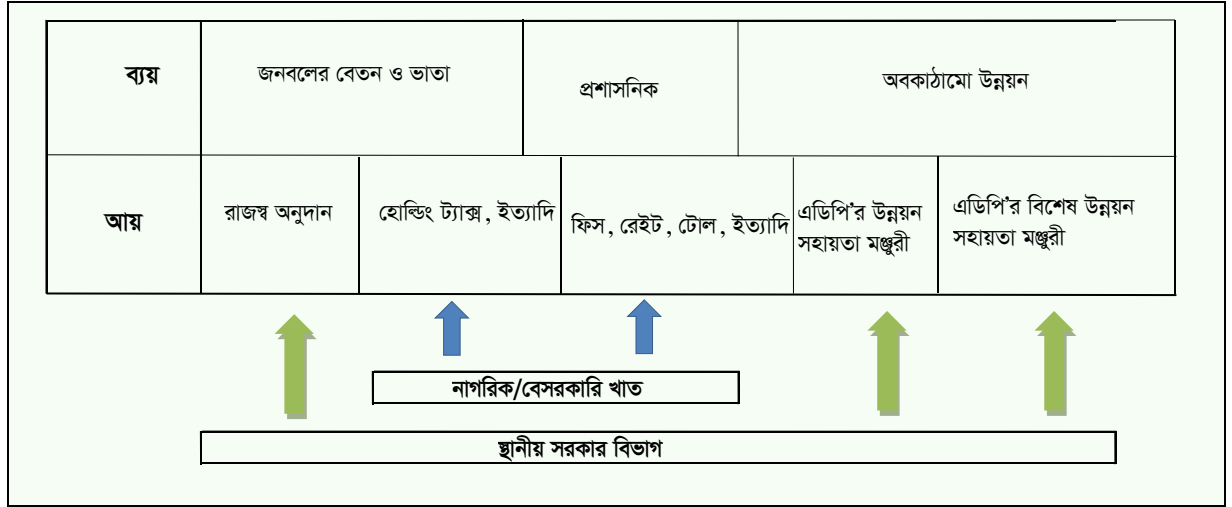 ব্যয়
জনবলের বেতন ও ভাতা
প্রশাসনিক
অবকাঠামো উন্নয়ন
আয়
রাজস্ব অনুদান
হোল্ডিং ট্যাক্স, ইত্যাদি
ফিস, রেইট, টোল, ইত্যাদি
এডিপি'র উন্নয়ন
সহায়তা মঞ্জুরী
এডিপি'র বিশেষ উন্নয়ন
সহায়তা মঞ্জুরী
নাগরিক/বেসরকারি খাত
স্থানীয় সরকার বিভাগ